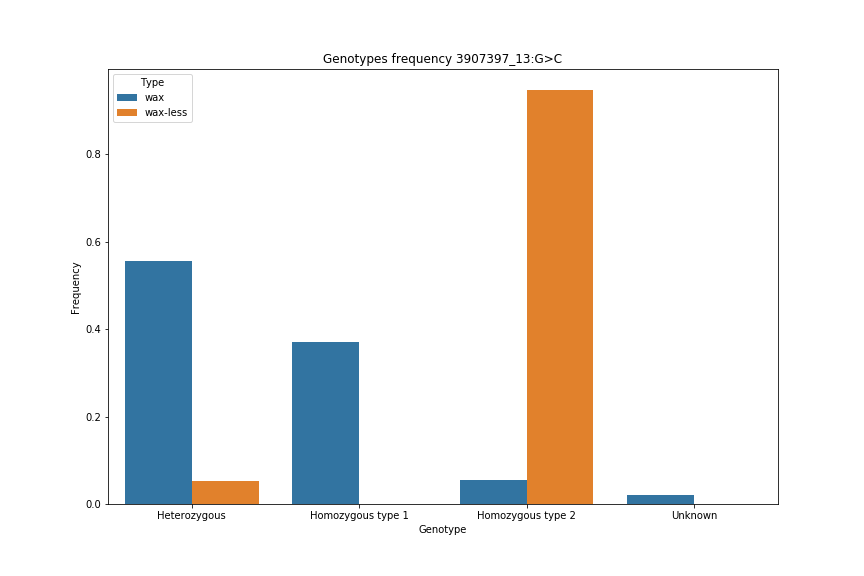 Genotypes frequency 3907397_13:G>C
Type
wax
wax-less
Frequency
0.8
0.6
0.4
0.2
0.0
Heterozygous
Homozygous type 1
Homozygous type 2
Unknown
Genotype